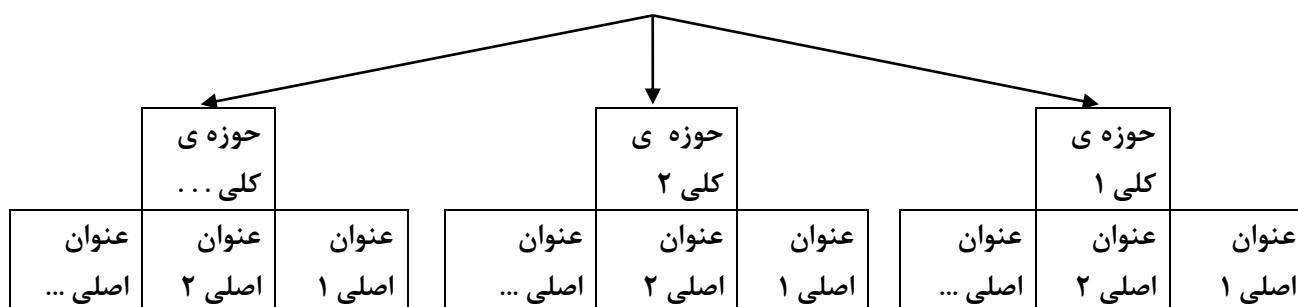 حوزه ی
کلی ۱
حوزه ی
کلی ۲
حوزه ی
کلی . . .
عنوان
اصلی ۱
عنوان
اصلی ۲
عنوان
اصلی ...
عنوان
اصلی ۱
عنوان
اصلی ۲
عنوان
اصلی ...
عنوان
اصلی ۱
عنوان
اصلی ۲
عنوان
اصلی ...